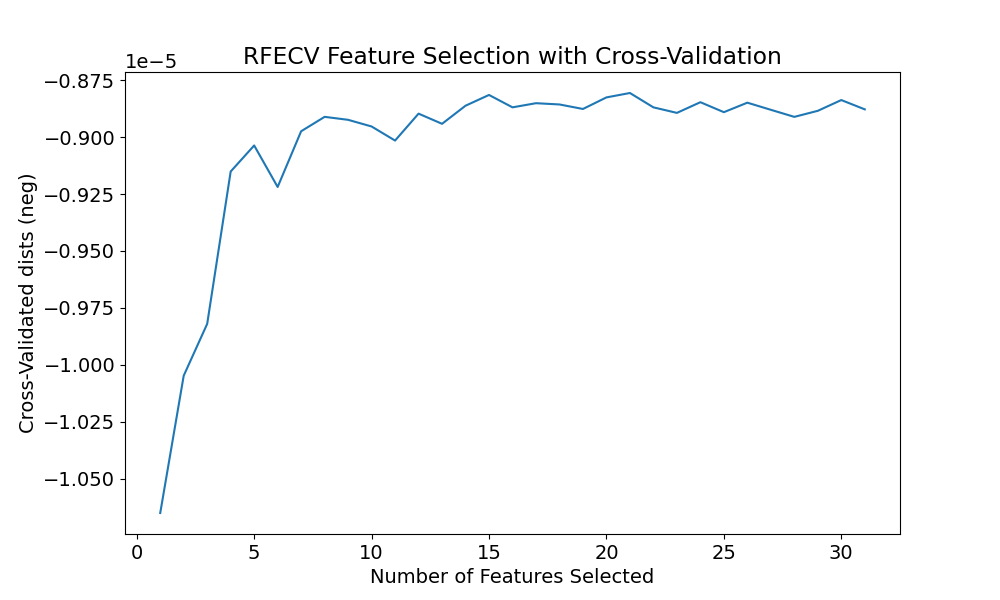 RFECV Feature Selection with Cross-Validation
1e−5
−0.875
−0.900
−0.925
−0.950
−0.975
−1.000
−1.025
−1.050
Cross-Validated dists (neg)
0 5 10 15 20 25 30
Number of Features Selected